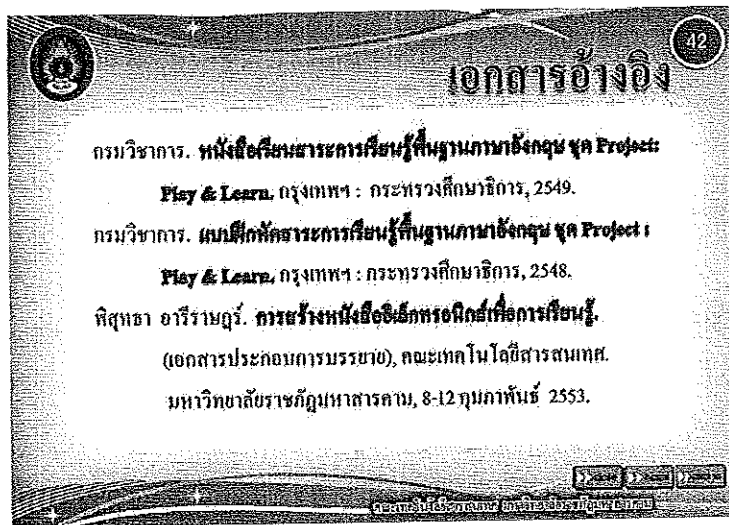 42
เอกสารอ้างอิง
กรมวิชาการ. หนังสือเรียนสาระการเรียนรู้พื้นฐานภาษาอังกฤษ ชุด Project:
Play & Learn. กรุงเทพฯ : กระทรวงศึกษาธิการ, 2549.
กรมวิชาการ. แบบฝึกหัดสาระการเรียนรู้พื้นฐานภาษาอังกฤษ ชุด Project :
Play & Learn. กรุงเทพฯ : กระทรวงศึกษาธิการ, 2548.
พิสุทธา อารีราษฎร์. การสร้างหนังสืออิเล็กทรอนิกส์เพื่อการเรียนรู้.
(เอกสารประกอบการบรรยาย), คณะเทคโนโลยีสารสนเทศ.
มหาวิทยาลัยราชภัฏมหาสารคาม, 8-12 กุมภาพันธ์ 2553.